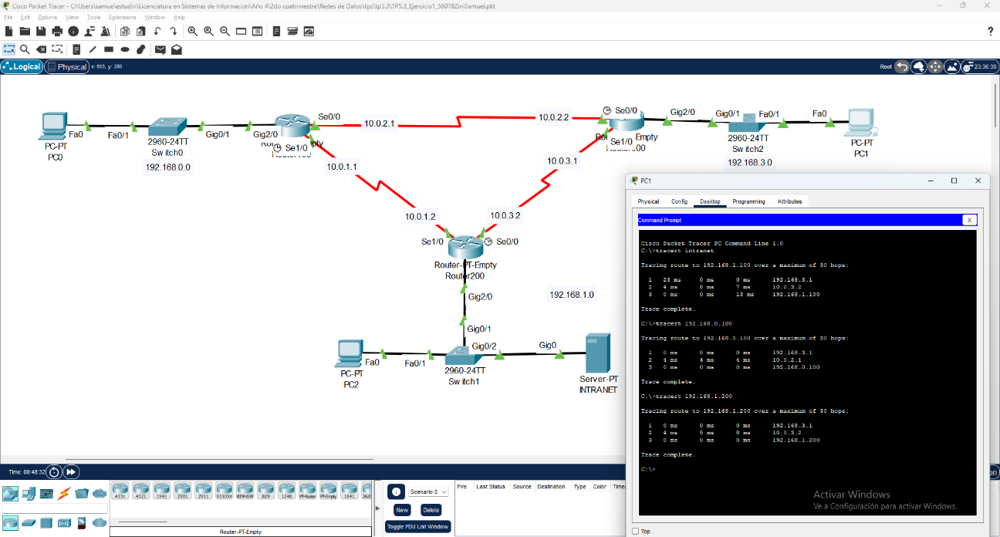 Cisco Packet Tracer - C:\Users\samue\estudin\Licenciatura en Sistemas de Informacion\Año 4\2do cuatrimestre\Redes de Datos\tps\tp5.3\TP5.3_Ejercicio1_56078ZiniSamuel.pkt
File Edit Options View Tools Extensions Window Help
?
Logical Physical x: 853, y: 280
Root 23:36:30
PC-PT
PC0
Fa0
Fa0/1
2960-24TT
Switch0
192.168.0.0
Gig0/1
Gig2/0
Se0/0
Se1/0
10.0.2.1
10.0.2.2
Se0/0
Se1/0
Empty
Gig2/0
Gig0/1
Fa0/1
2960-24TT
Switch2
192.168.3.0
Fa0
PC-PT
PC1
10.0.1.1
10.0.3.1
10.0.1.2
10.0.3.2
Se1/0
Se0/0
Router-PT-Empty
Router200
Gig2/0
192.168.1.0
Gig0/1
Gig0/2
Gig0
PC-PT
PC2
Fa0
Fa0/1
2960-24TT
Switch1
Server-PT
INTRANET
PC1
Physical Config Desktop Programming Attributes
Command Prompt
X
Cisco Packet Tracer PC Command Line 1.0
C:\>tracert intranet
Tracing route to 192.168.1.100 over a maximum of 30 hops:
1 23 ms 0 ms 0 ms 192.168.3.1
2 4 ms 8 ms 7 ms 10.0.3.2
3 0 ms 0 ms 13 ms 192.168.1.100
Trace complete.
C:\>tracert 192.168.0.100
Tracing route to 192.168.0.100 over a maximum of 30 hops:
1 0 ms 0 ms 0 ms 192.168.3.1
2 4 ms 4 ms 4 ms 10.0.2.1
3 0 ms 0 ms 0 ms 192.168.0.100
Trace complete.
C:\>tracert 192.168.1.200
Tracing route to 192.168.1.200 over a maximum of 30 hops:
1 0 ms 0 ms 0 ms 192.168.3.1
2 4 ms 5 ms 8 ms 10.0.3.2
3 0 ms 0 ms 0 ms 192.168.1.200
Trace complete.
C:\>
Activar Windows
Ve a Configuración para activar Windows.
Top
Time: 00:48:32
4331 4321 1941 2901 2911 819IOX 819HGW 829 1240 PT-Router PT-Empty 1841
Router-PT-Empty
Scenario 0
New Delete
Toggle PDU List Window
Fire Last Status Source Destination Type Color